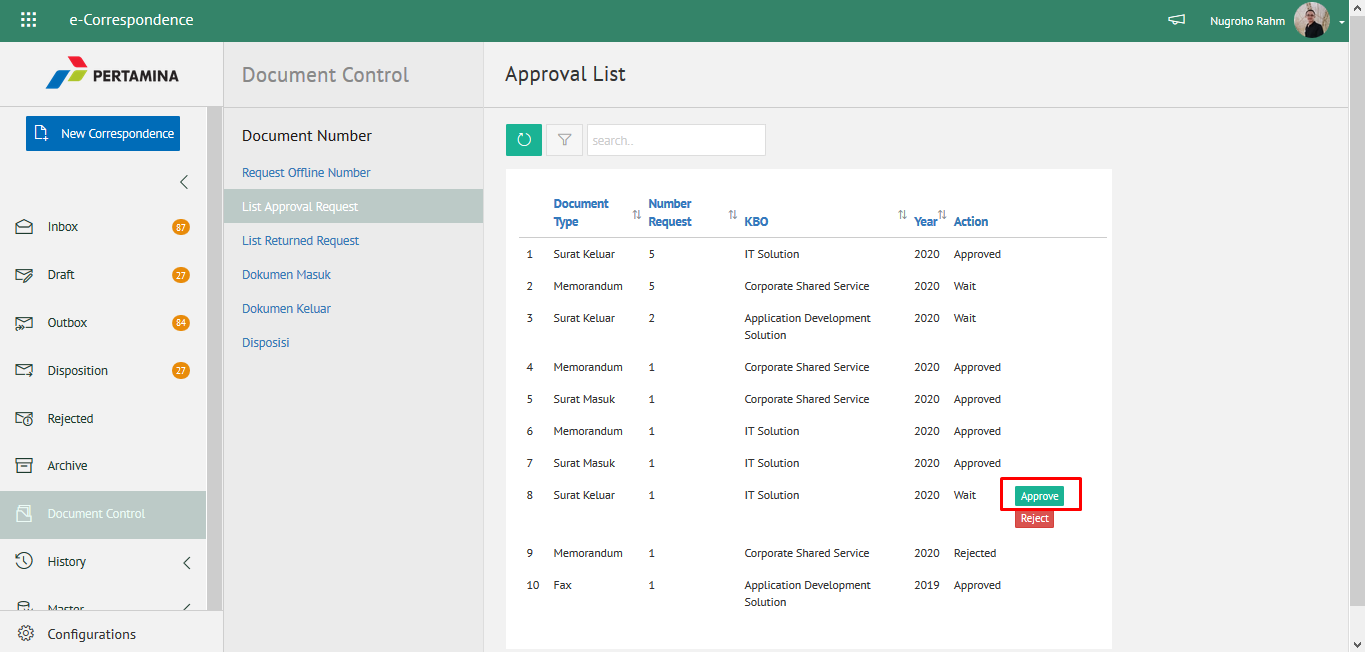 e-Correspondence
Nugroho Rahm
PERTAMINA
New Correspondence
Inbox 87
Draft 27
Outbox 84
Disposition 27
Rejected
Archive
Document Control
History
Master
Configurations
Document Control
Document Number
Request Offline Number
List Approval Request
List Returned Request
Dokumen Masuk
Dokumen Keluar
Disposisi
Approval List
search..
Document Type Number Request KBO Year Action
1 Surat Keluar 5 IT Solution 2020 Approved
2 Memorandum 5 Corporate Shared Service 2020 Wait
3 Surat Keluar 2 Application Development Solution 2020 Wait
4 Memorandum 1 Corporate Shared Service 2020 Approved
5 Surat Masuk 1 Corporate Shared Service 2020 Approved
6 Memorandum 1 IT Solution 2020 Approved
7 Surat Masuk 1 IT Solution 2020 Approved
8 Surat Keluar 1 IT Solution 2020 Wait Approve
Reject
9 Memorandum 1 Corporate Shared Service 2020 Rejected
10 Fax 1 Application Development Solution 2019 Approved